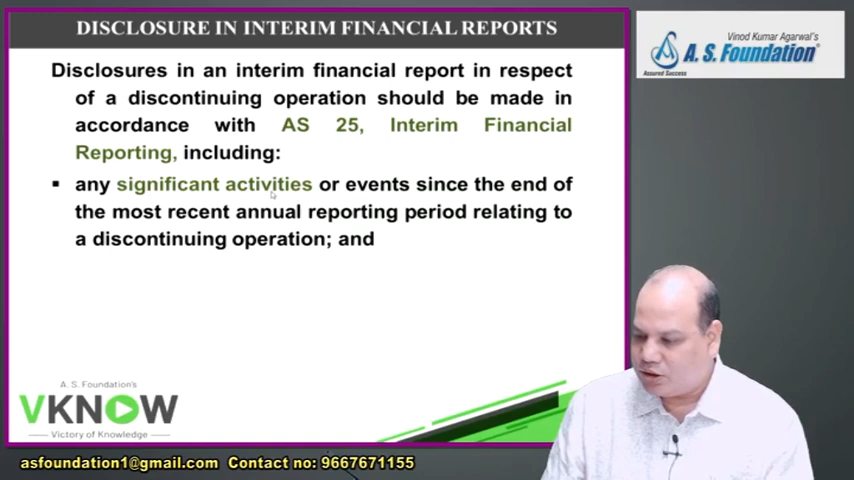 DISCLOSURE IN INTERIM FINANCIAL REPORTS
Disclosures in an interim financial report in respect
of a discontinuing operation should be made in
accordance with AS 25, Interim Financial
Reporting, including:
▪ any significant activities or events since the end of
the most recent annual reporting period relating to
a discontinuing operation; and
Vinod Kumar Agarwal's
A. S. Foundation®
Assured Success
A. S. Foundation's
VKNOW
Victory of Knowledge
asfoundation1@gmail.com Contact no: 9667671155